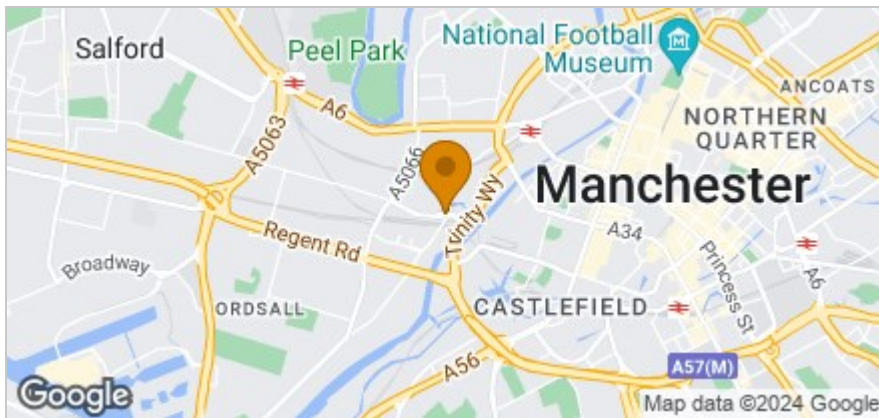 Salford
Peel Park
National Football
Museum
ANCOATS
NORTHERN
QUARTER
A6
A5063
A5066
Manchester
Trinity Wy
A34
Regent Rd
Broadway
Princess St
A6
ORDSALL
CASTLEFIELD
A56
A57(M)
Google
Map data ©2024 Google